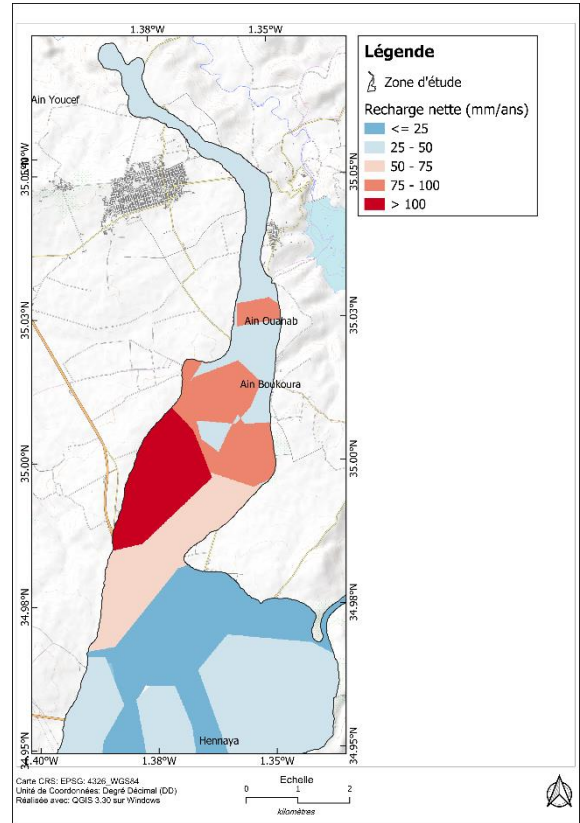 1.38°W 1.35°W
Légende
Zone d'étude
Recharge nette (mm/ans)
<= 25
25 - 50
50 - 75
75 - 100
> 100
Ain Youcef
35.05°N
35.03°N
35.03°N
Ain Ouahab
Ain Boukoura
35.00°N
35.00°N
34.98°N
34.98°N
34.95°N
34.95°N
Hennaya
1.40°W 1.38°W 1.35°W
Carte CRS: EPSG: 4326_WGS84
Unité de Coordonnées: Degré Décimal (DD)
Réalisée avec: QGIS 3.30 sur Windows
Echelle
0 1 2
kilomètres